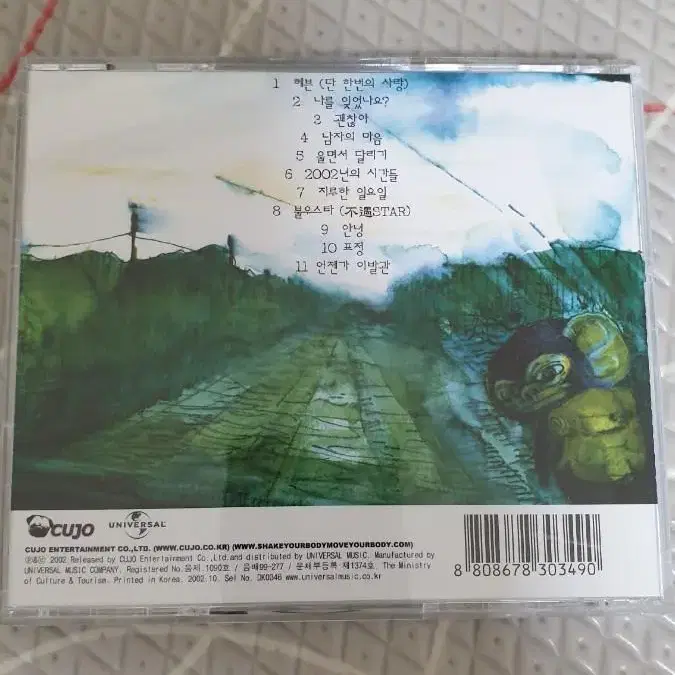 1 헤븐 (단 한번의 사랑)
2 나를 잊었나요?
3 괜찮아
4 남자의 마음
5 울면서 달리기
6 2002년의 시간들
7 지루한 일요일
8 불우스타 (不遇STAR)
9 안녕
10 표정
11 언젠가 이발관
CUJO UNIVERSAL
CUJO ENTERTAINMENT CO.,LTD. (WWW.CUJO.CO.KR) (WWW.SHAKEYOURBODYMOVEYOURBODY.COM)
℗&© 2002 Released by CUJO Entertainment Co.,Ltd.and distributed by UNIVERSAL MUSIC. Manufactured by
UNIVERSAL MUSIC COMPANY. Registered No.음제 1090호 / 음배99-277 / 문체부등록 제1374호. The Ministry
of Culture & Tourism. Printed in Korea. 2002.10. Sel No. DK0046 www.universalmusic.co.kr
8 808678 303490